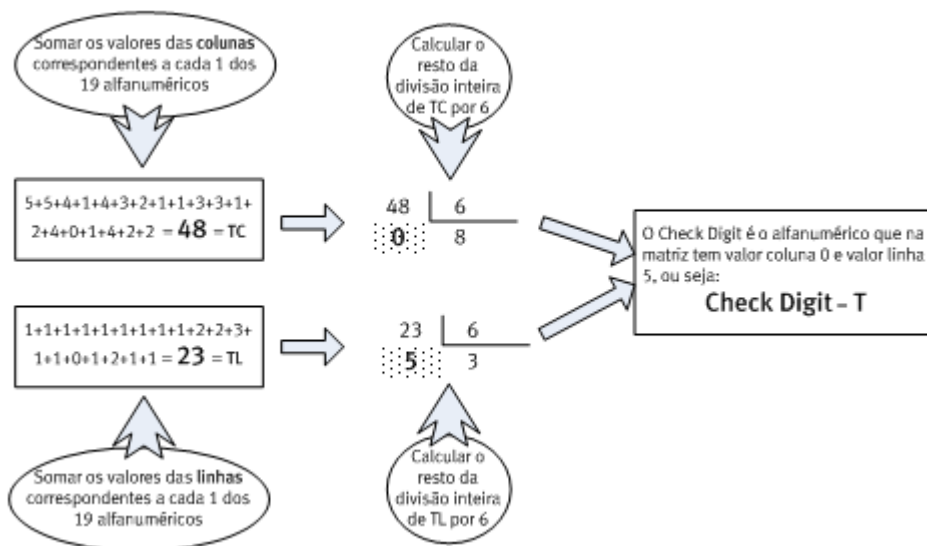 Somar os valores das colunas
correspondentes a cada 1 dos
19 alfanuméricos
Calcular o
resto da
divisão inteira
de TC por 6
5+5+4+1+4+3+2+1+1+3+3+1+
2+4+0+1+4+2+2 = 48 = TC
48 6
0 8
O Check Digit é o alfanumérico que na
matriz tem valor coluna 0 e valor linha
5, ou seja:
Check Digit – T
1+1+1+1+1+1+1+1+1+2+2+3+
1+1+0+1+2+1+1 = 23 = TL
23 6
5 3
Somar os valores das linhas
correspondentes a cada 1 dos
19 alfanuméricos
Calcular o
resto da
divisão inteira
de TL por 6